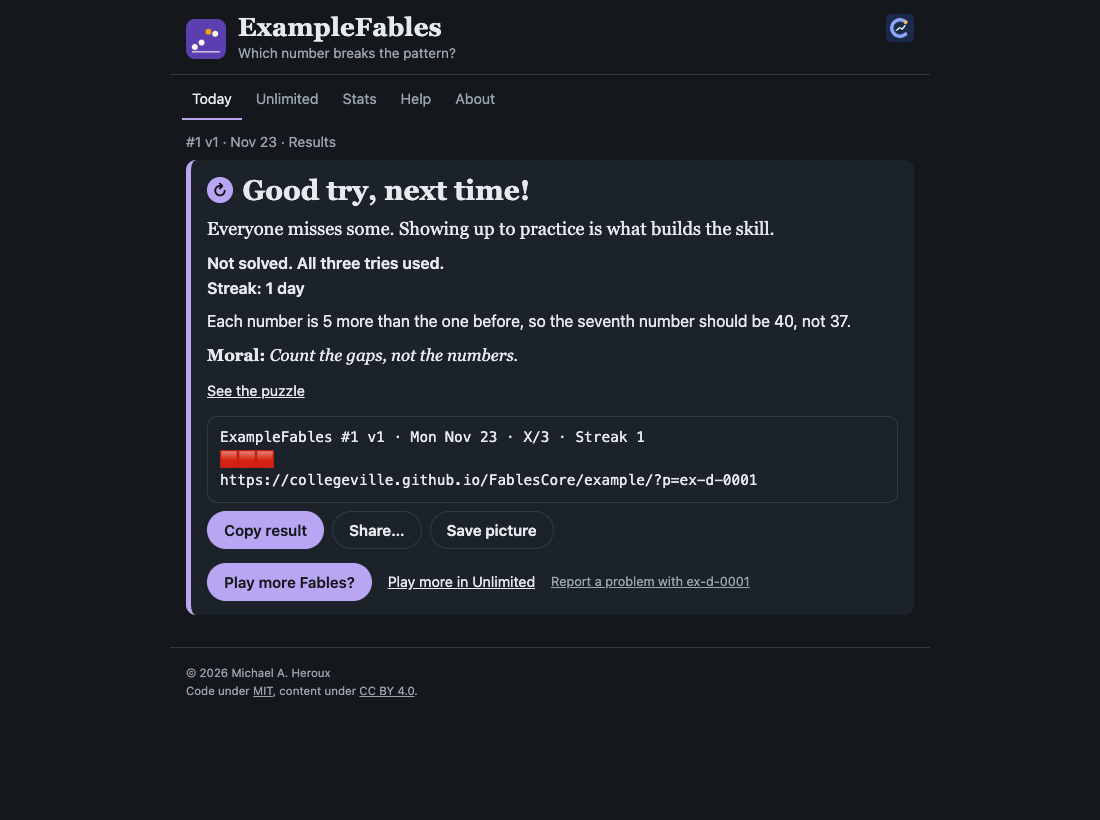 ExampleFables
Which number breaks the pattern?
Today
Unlimited
Stats
Help
About
#1 v1 · Nov 23 · Results
Good try, next time!
Everyone misses some. Showing up to practice is what builds the skill.
Not solved. All three tries used.
Streak: 1 day
Each number is 5 more than the one before, so the seventh number should be 40, not 37.
Moral: Count the gaps, not the numbers.
See the puzzle
ExampleFables #1 v1 · Mon Nov 23 · X/3 · Streak 1
https://collegeville.github.io/FablesCore/example/?p=ex-d-0001
Copy result
Share...
Save picture
Play more Fables?
Play more in Unlimited
Report a problem with ex-d-0001
© 2026 Michael A. Heroux
Code under MIT, content under CC BY 4.0.